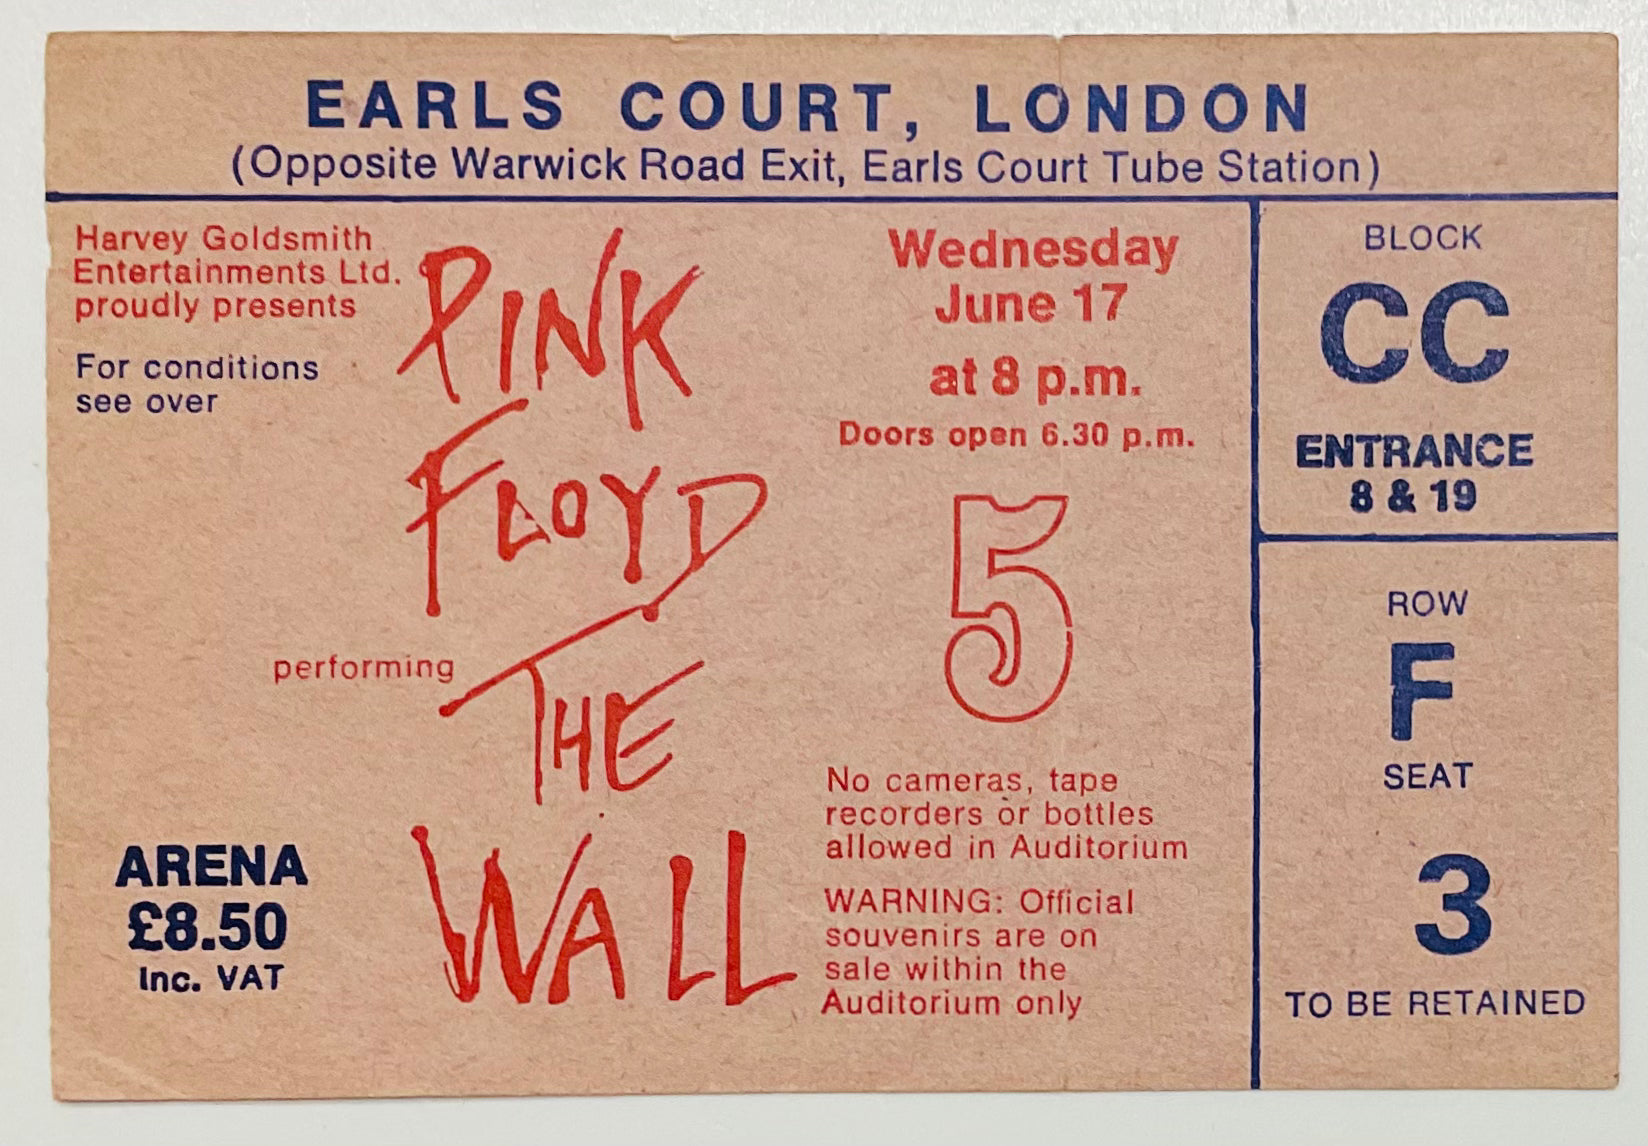 EARLS COURT, LONDON
(Opposite Warwick Road Exit, Earls Court Tube Station)
Harvey Goldsmith
Entertainments Ltd.
proudly presents
For conditions
see over
PINK
FLOYD
performing
THE
WALL
ARENA
£8.50
Inc. VAT
Wednesday
June 17
at 8 p.m.
Doors open 6.30 p.m.
5
No cameras, tape
recorders or bottles
allowed in Auditorium
WARNING: Official
souvenirs are on
sale within the
Auditorium only
BLOCK
CC
ENTRANCE
8 & 19
ROW
F
SEAT
3
TO BE RETAINED